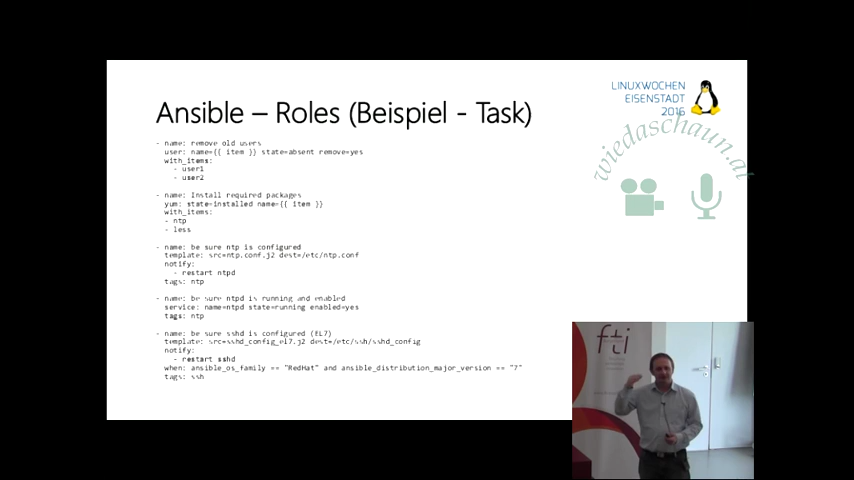 LINUXWOCHEN
EISENSTADT
2016
wiedaschaun.at
Ansible – Roles (Beispiel - Task)
- name: remove old users
user: name={{ item }} state=absent remove=yes
with_items:
- user1
- user2
- name: Install required packages
yum: state=installed name={{ item }}
with_items:
- ntp
- less
- name: be sure ntp is configured
template: src=ntp.conf.j2 dest=/etc/ntp.conf
notify:
- restart ntpd
tags: ntp
- name: be sure ntpd is running and enabled
service: name=ntpd state=running enabled=yes
tags: ntp
- name: be sure sshd is configured (EL7)
template: src=sshd_config_el7.j2 dest=/etc/ssh/sshd_config
notify:
- restart sshd
when: ansible_os_family == "RedHat" and ansible_distribution_major_version == "7"
tags: ssh
fti